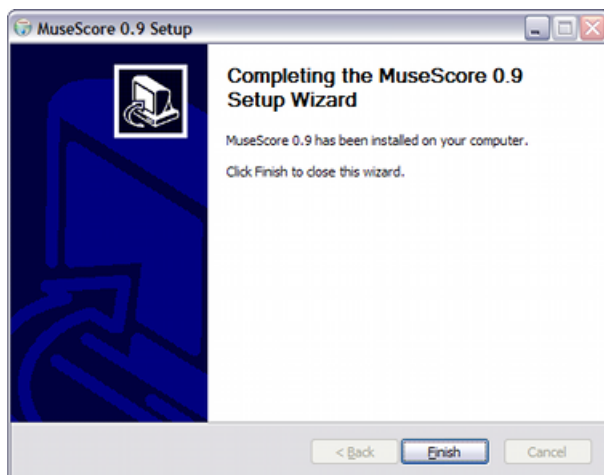 MuseScore 0.9 Setup
Completing the MuseScore 0.9
Setup Wizard
MuseScore 0.9 has been installed on your computer.
Click Finish to close this wizard.
< Back Finish Cancel